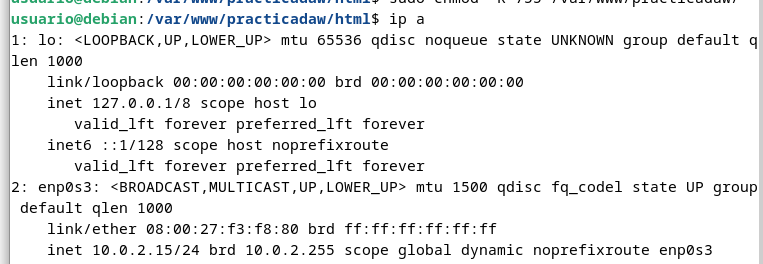 usuario@debian:/var/www/practicadaw/html$ sudo chmod -R 755 /var/www/practicadaw/
usuario@debian:/var/www/practicadaw/html$ ip a
1: lo: <LOOPBACK,UP,LOWER_UP> mtu 65536 qdisc noqueue state UNKNOWN group default q
len 1000
    link/loopback 00:00:00:00:00:00 brd 00:00:00:00:00:00
    inet 127.0.0.1/8 scope host lo
       valid_lft forever preferred_lft forever
    inet6 ::1/128 scope host noprefixroute
       valid_lft forever preferred_lft forever
2: enp0s3: <BROADCAST,MULTICAST,UP,LOWER_UP> mtu 1500 qdisc fq_codel state UP group
 default qlen 1000
    link/ether 08:00:27:f3:f8:80 brd ff:ff:ff:ff:ff:ff
    inet 10.0.2.15/24 brd 10.0.2.255 scope global dynamic noprefixroute enp0s3